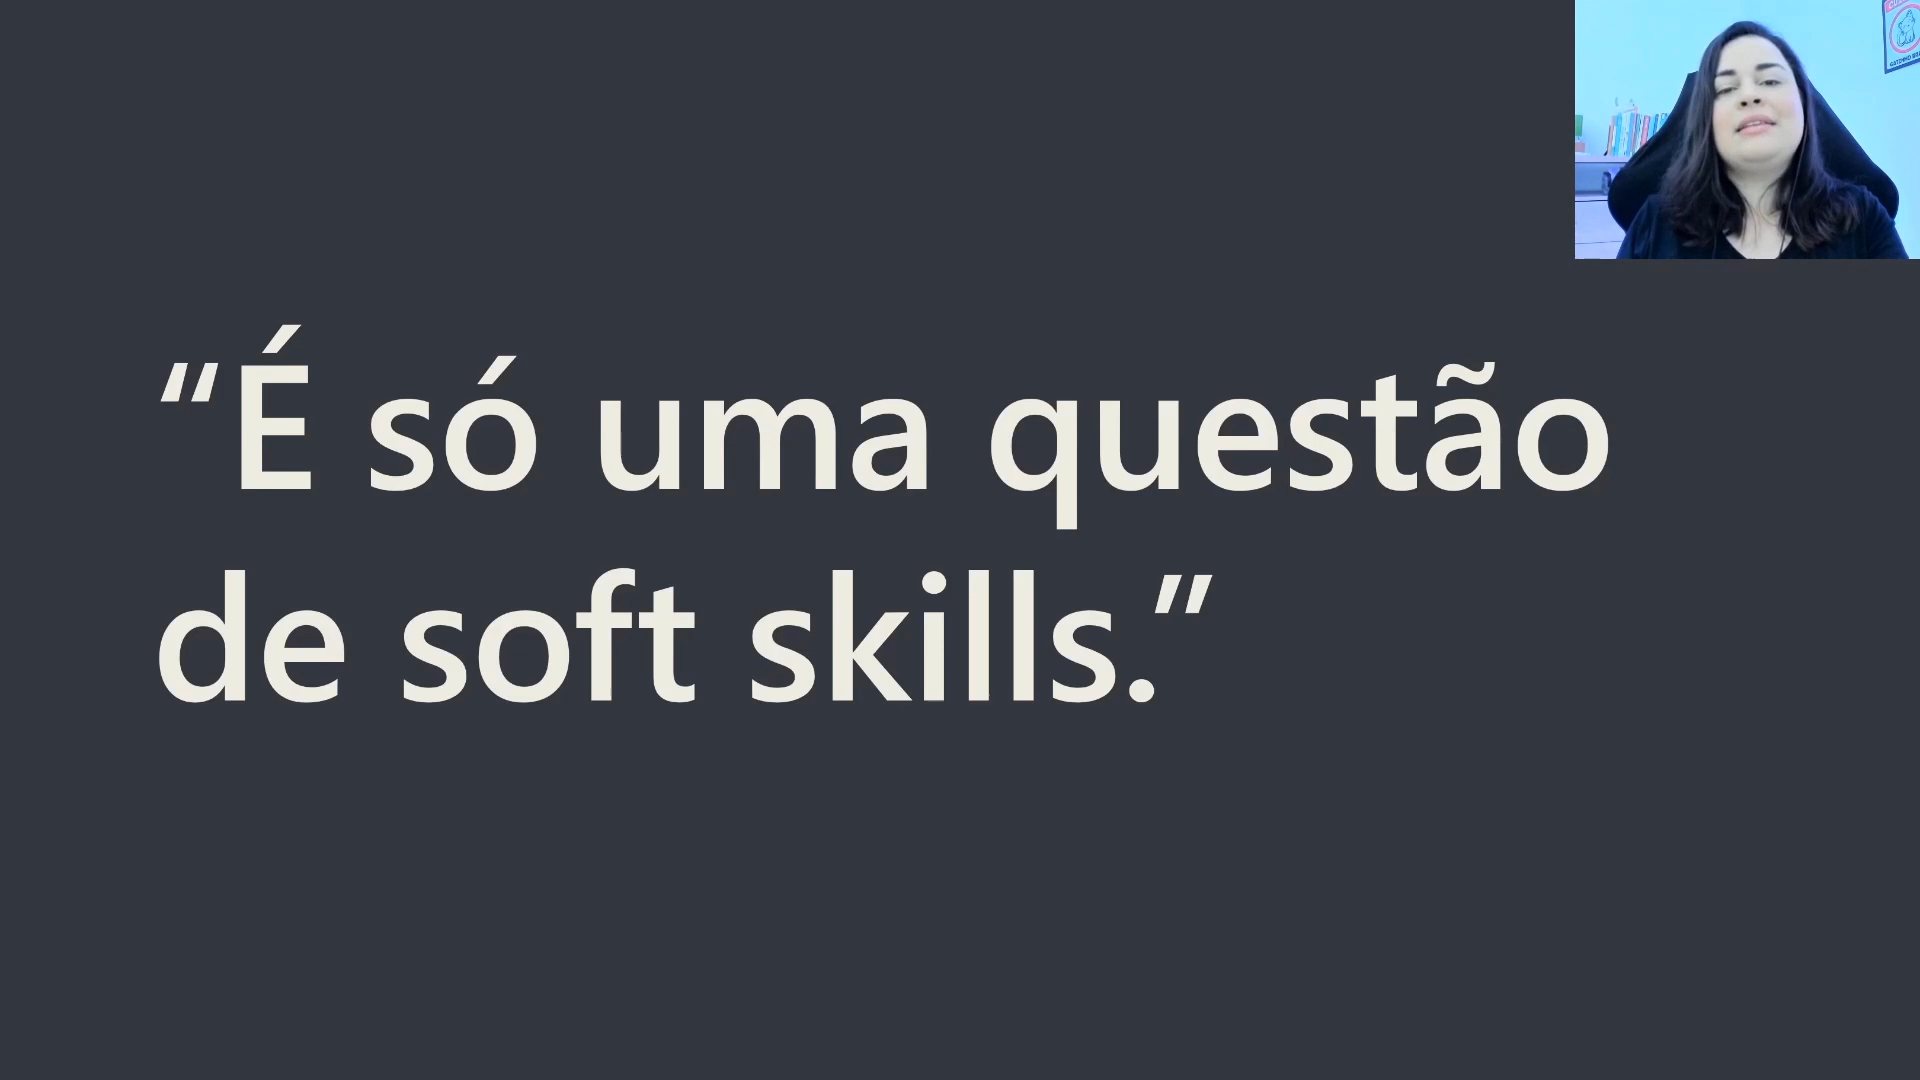 “É só uma questão
de soft skills.”